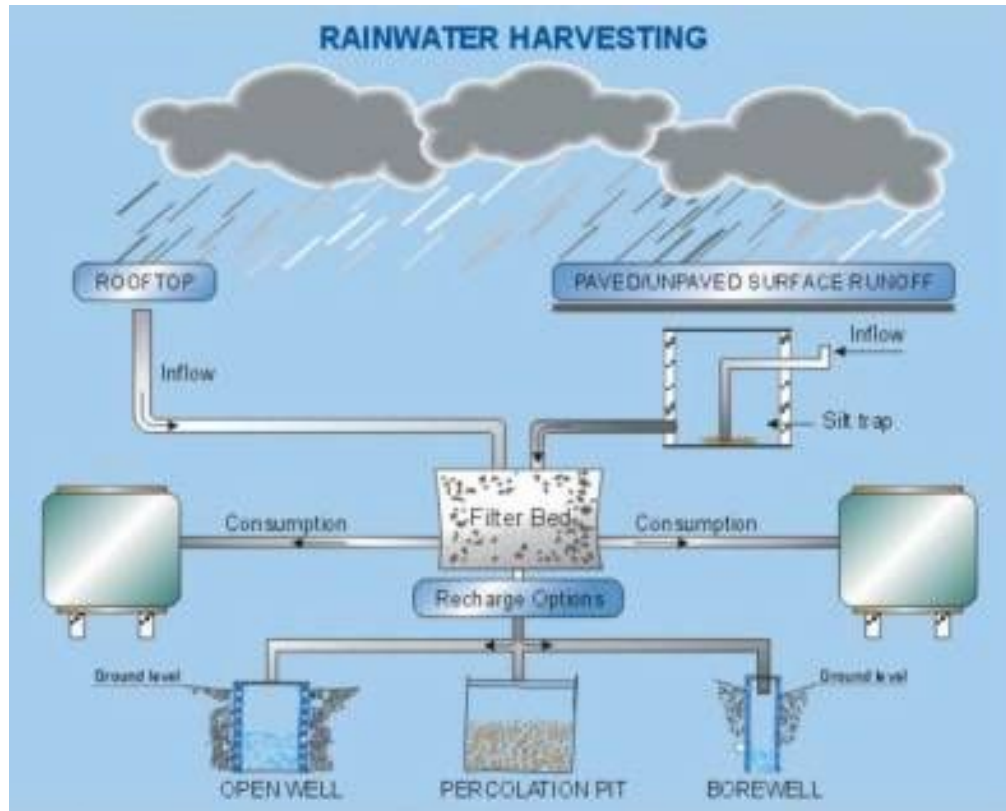 RAINWATER HARVESTING
ROOFTOP
PAVED/UNPAVED SURFACE RUNOFF
Inflow
Inflow
Silt trap
Filter Bed
Consumption
Consumption
Recharge Options
Ground level
Ground level
OPEN WELL
PERCOLATION PIT
BOREWELL